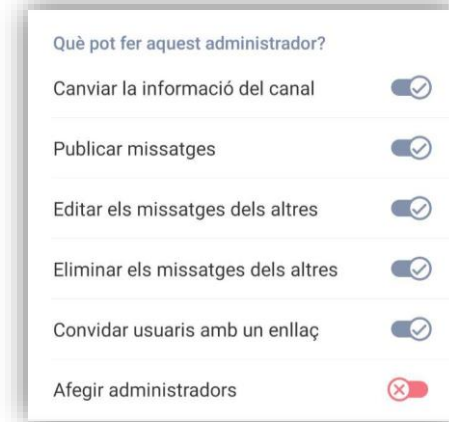 Què pot fer aquest administrador?
Canviar la informació del canal
Publicar missatges
Editar els missatges dels altres
Eliminar els missatges dels altres
Convidar usuaris amb un enllaç
Afegir administradors